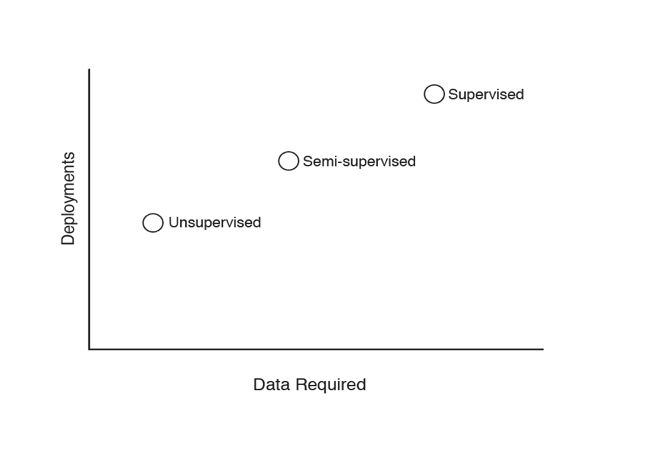 Supervised
Semi-supervised
Unsupervised
Deployments
Data Required